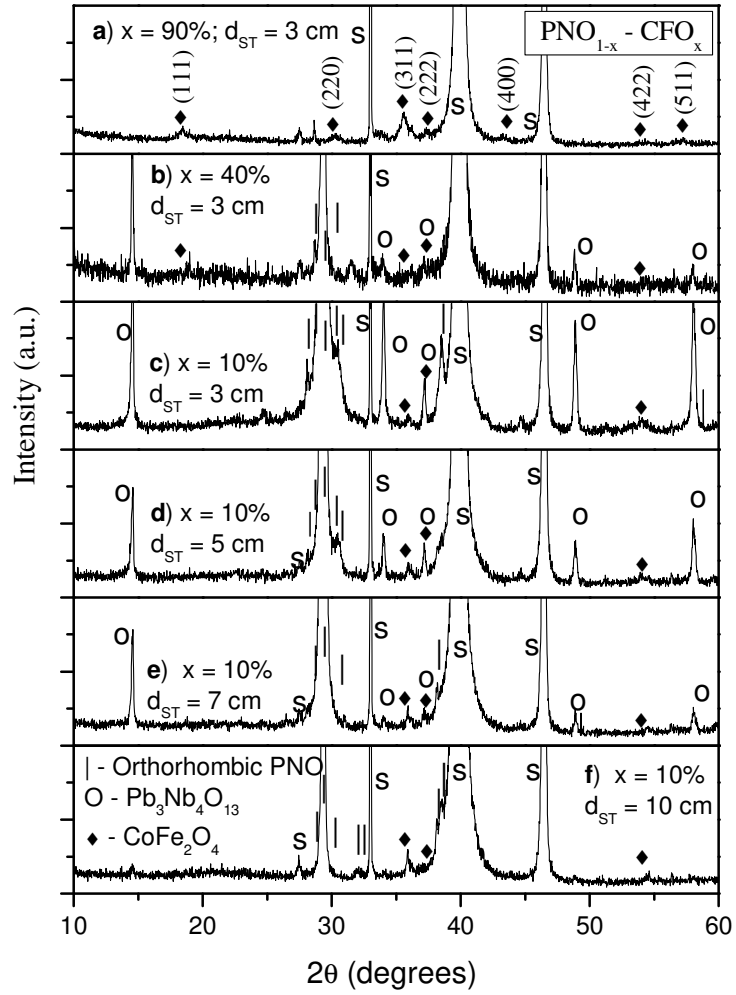 a) x = 90%; d_ST = 3 cm S
PNO_1-x - CFO_x
(111) (220) (311) (222) (400) (422) (511)
S S
b) x = 40%
d_ST = 3 cm
S
| | | O O O O
c) x = 10%
d_ST = 3 cm
O | | | | | S O O | S S O O
d) x = 10%
d_ST = 5 cm
O S | | | | | S O O S S O O
e) x = 10%
d_ST = 7 cm
O S | | | S O O | S S O O
| - Orthorhombic PNO
O - Pb3Nb4O13
♦ - CoFe2O4
S | | | || S | | S S
f) x = 10%
d_ST = 10 cm
Intensity (a.u.)
10 20 30 40 50 60
2θ (degrees)